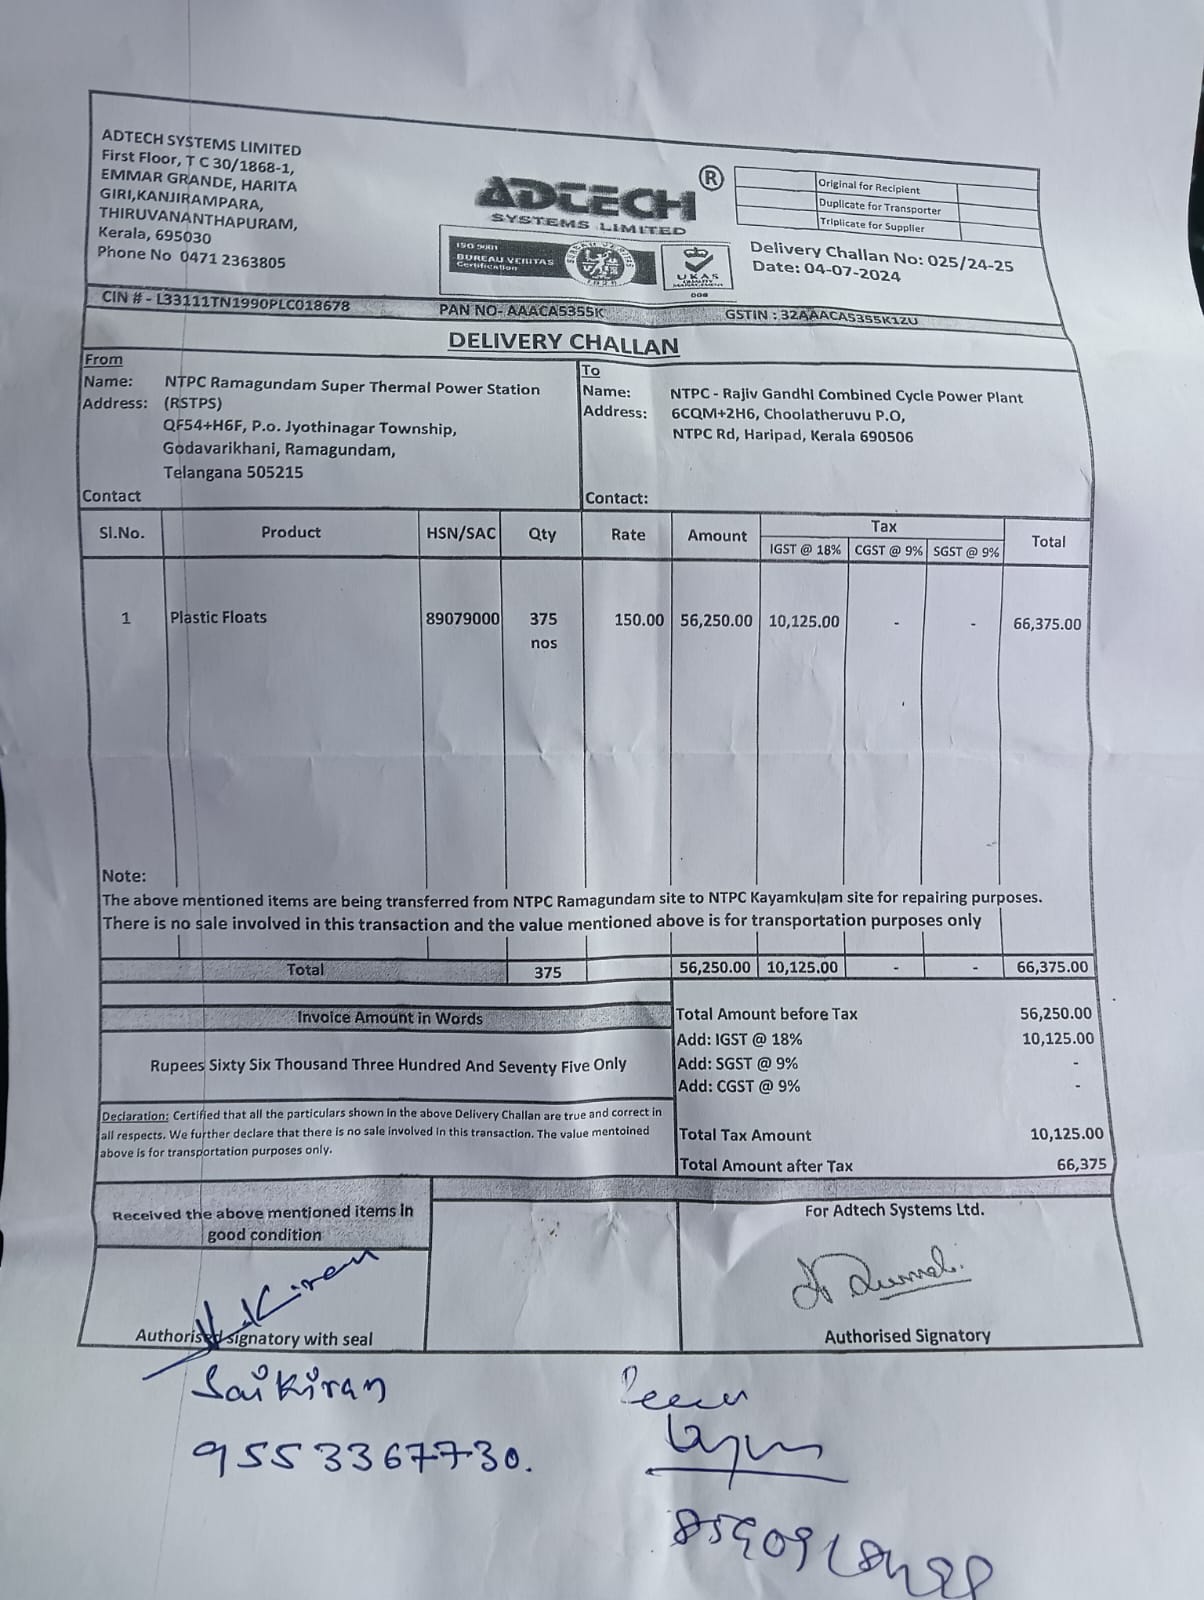 ADTECH SYSTEMS LIMITED
First Floor, T C 30/1868-1,
EMMAR GRANDE, HARITA
GIRI,KANJIRAMPARA,
THIRUVANANTHAPURAM,
Kerala, 695030
Phone No 0471 2363805
ADTECH ®
SYSTEMS LIMITED
ISO 9001
BUREAU VERITAS
Certification
UKAS
QUALITY
MANAGEMENT
008
Original for Recipient
Duplicate for Transporter
Triplicate for Supplier
Delivery Challan No: 025/24-25
Date: 04-07-2024
CIN # - L33111TN1990PLC018678 PAN NO- AAACA5355K GSTIN : 32AAACA5355K1ZU
DELIVERY CHALLAN
From
Name: NTPC Ramagundam Super Thermal Power Station
Address: (RSTPS)
QF54+H6F, P.o. Jyothinagar Township,
Godavarikhani, Ramagundam,
Telangana 505215
Contact
To
Name: NTPC - Rajiv Gandhi Combined Cycle Power Plant
Address: 6CQM+2H6, Choolatheruvu P.O,
NTPC Rd, Haripad, Kerala 690506
Contact:
Sl.No. Product HSN/SAC Qty Rate Amount Tax Total
IGST @ 18% CGST @ 9% SGST @ 9%
1 Plastic Floats 89079000 375 150.00 56,250.00 10,125.00 - - 66,375.00
nos
Note:
The above mentioned items are being transferred from NTPC Ramagundam site to NTPC Kayamkulam site for repairing purposes.
There is no sale involved in this transaction and the value mentioned above is for transportation purposes only
Total 375 56,250.00 10,125.00 - - 66,375.00
Invoice Amount in Words
Rupees Sixty Six Thousand Three Hundred And Seventy Five Only
Total Amount before Tax 56,250.00
Add: IGST @ 18% 10,125.00
Add: SGST @ 9% -
Add: CGST @ 9% -
Total Tax Amount 10,125.00
Total Amount after Tax 66,375
Declaration: Certified that all the particulars shown in the above Delivery Challan are true and correct in
all respects. We further declare that there is no sale involved in this transaction. The value mentoined
above is for transportation purposes only.
Received the above mentioned items in
good condition
Kiran
Authorised signatory with seal
For Adtech Systems Ltd.
Authorised Signatory
Saikiran
9553367730.